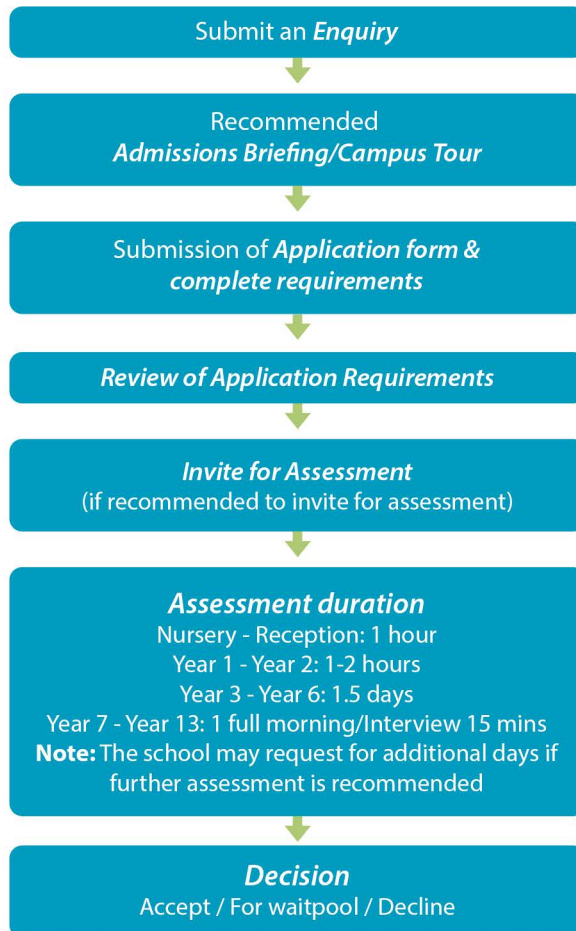 Submit an Enquiry
Recommended
Admissions Briefing/Campus Tour
Submission of Application form &
complete requirements
Review of Application Requirements
Invite for Assessment
(if recommended to invite for assessment)
Assessment duration
Nursery - Reception: 1 hour
Year 1 - Year 2: 1-2 hours
Year 3 - Year 6: 1.5 days
Year 7 - Year 13: 1 full morning/Interview 15 mins
Note: The school may request for additional days if
further assessment is recommended
Decision
Accept / For waitpool / Decline